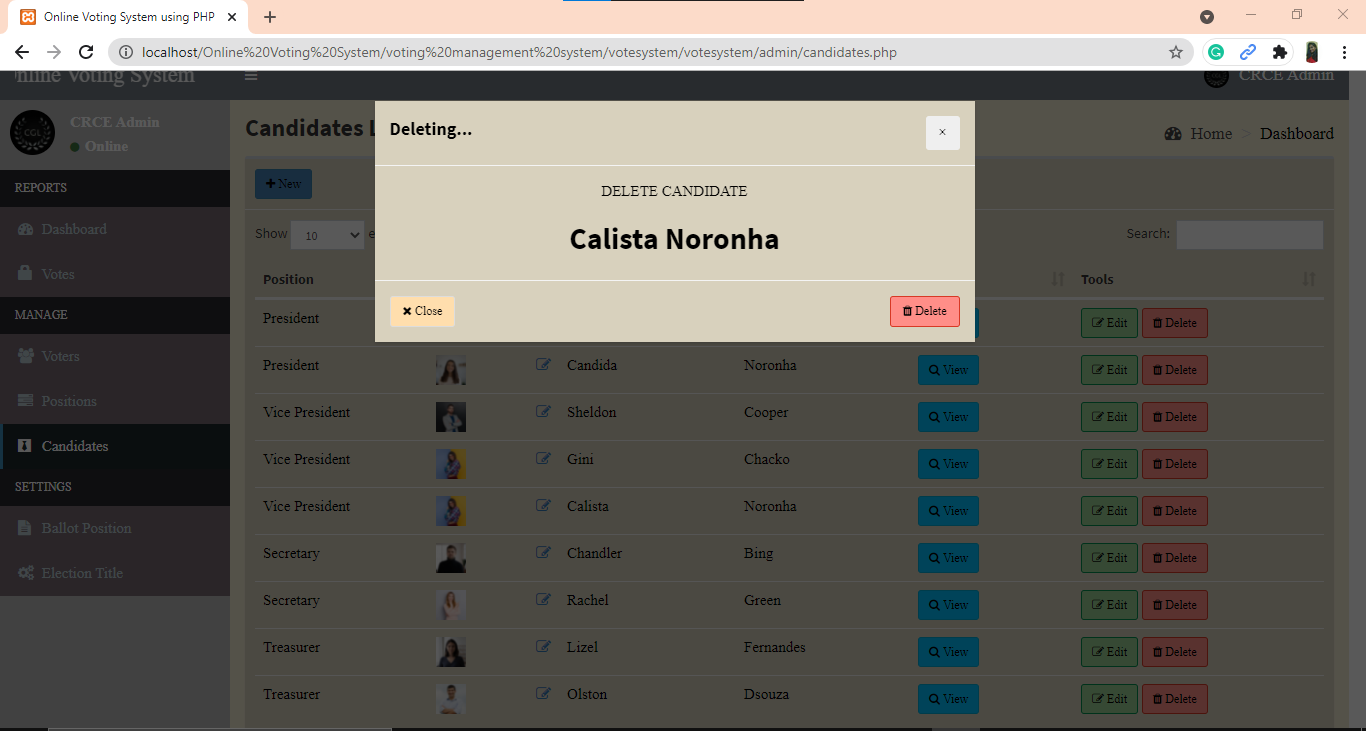 Online Voting System using PHP
localhost/Online%20Voting%20System/voting%20management%20system/votesystem/votesystem/admin/candidates.php
Online Voting System
CRCE Admin
CGL
CRCE Admin
Online
REPORTS
Dashboard
Votes
MANAGE
Voters
Positions
Candidates
SETTINGS
Ballot Position
Election Title
Candidates L
Home > Dashboard
Deleting...
×
DELETE CANDIDATE
Calista Noronha
Close
Delete
New
Show 10 e
Search:
Position Tools
President Edit Delete
President Candida Noronha View Edit Delete
Vice President Sheldon Cooper View Edit Delete
Vice President Gini Chacko View Edit Delete
Vice President Calista Noronha View Edit Delete
Secretary Chandler Bing View Edit Delete
Secretary Rachel Green View Edit Delete
Treasurer Lizel Fernandes View Edit Delete
Treasurer Olston Dsouza View Edit Delete